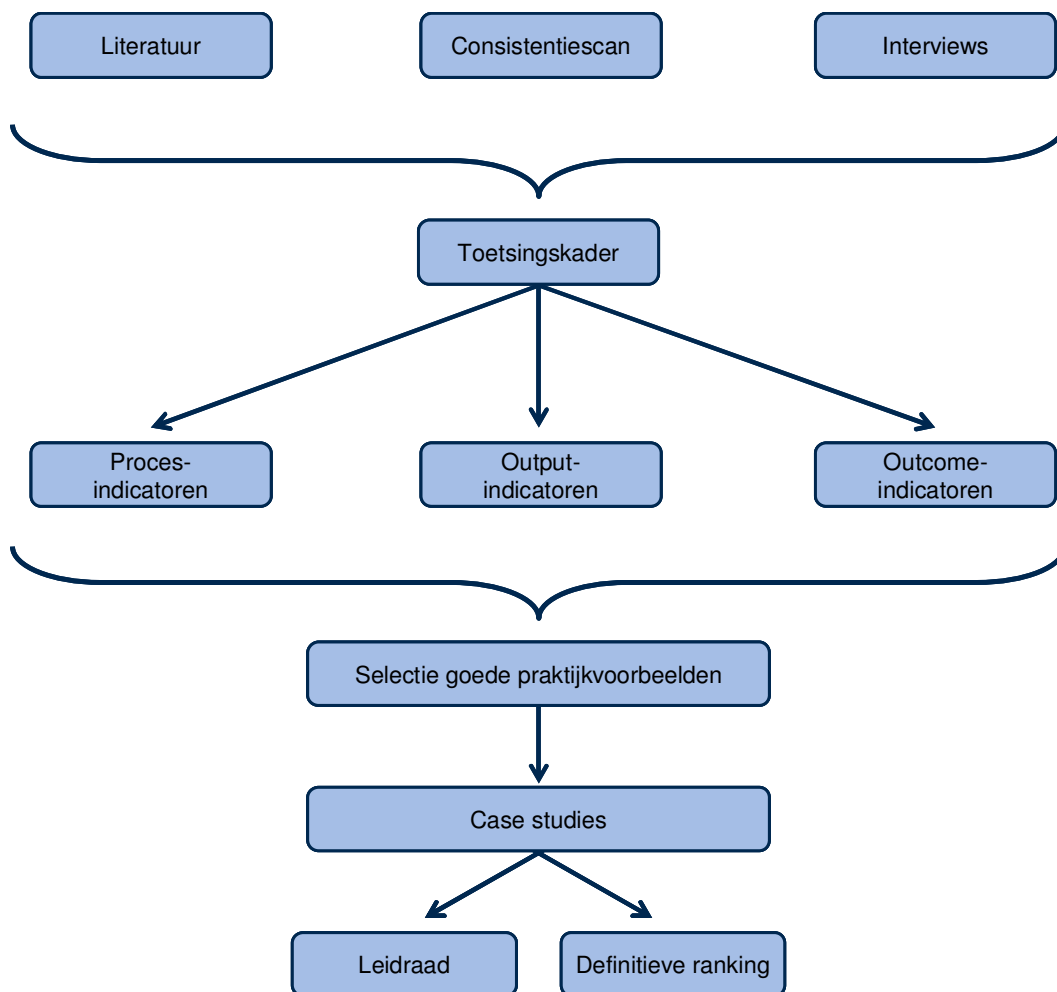 Literatuur
Consistentiescan
Interviews
Toetsingskader
Proces-
indicatoren
Output-
indicatoren
Outcome-
indicatoren
Selectie goede praktijkvoorbeelden
Case studies
Leidraad
Definitieve ranking